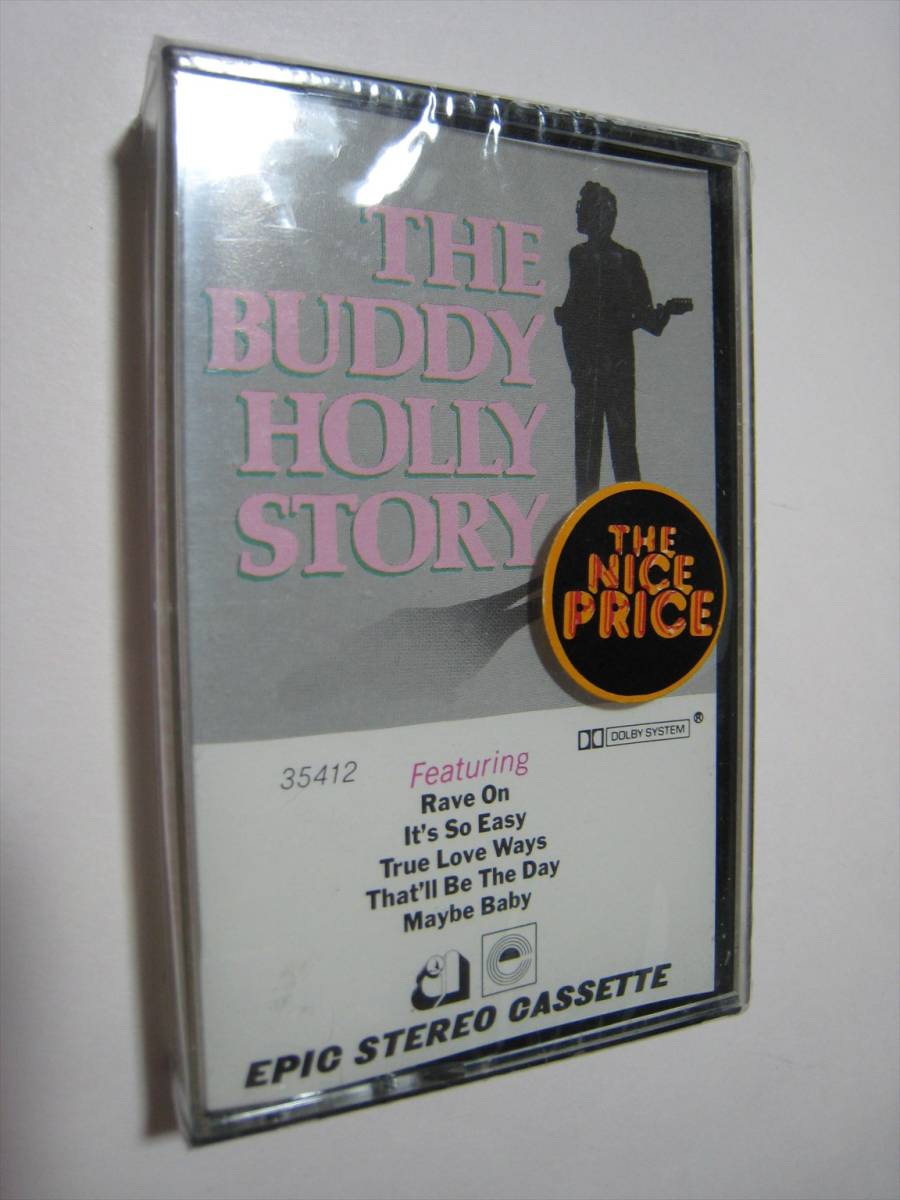 THE
BUDDY
HOLLY
STORY
THE
NICE
PRICE
DOLBY SYSTEM®
35412
Featuring
Rave On
It's So Easy
True Love Ways
That'll Be The Day
Maybe Baby
e
EPIC STEREO CASSETTE